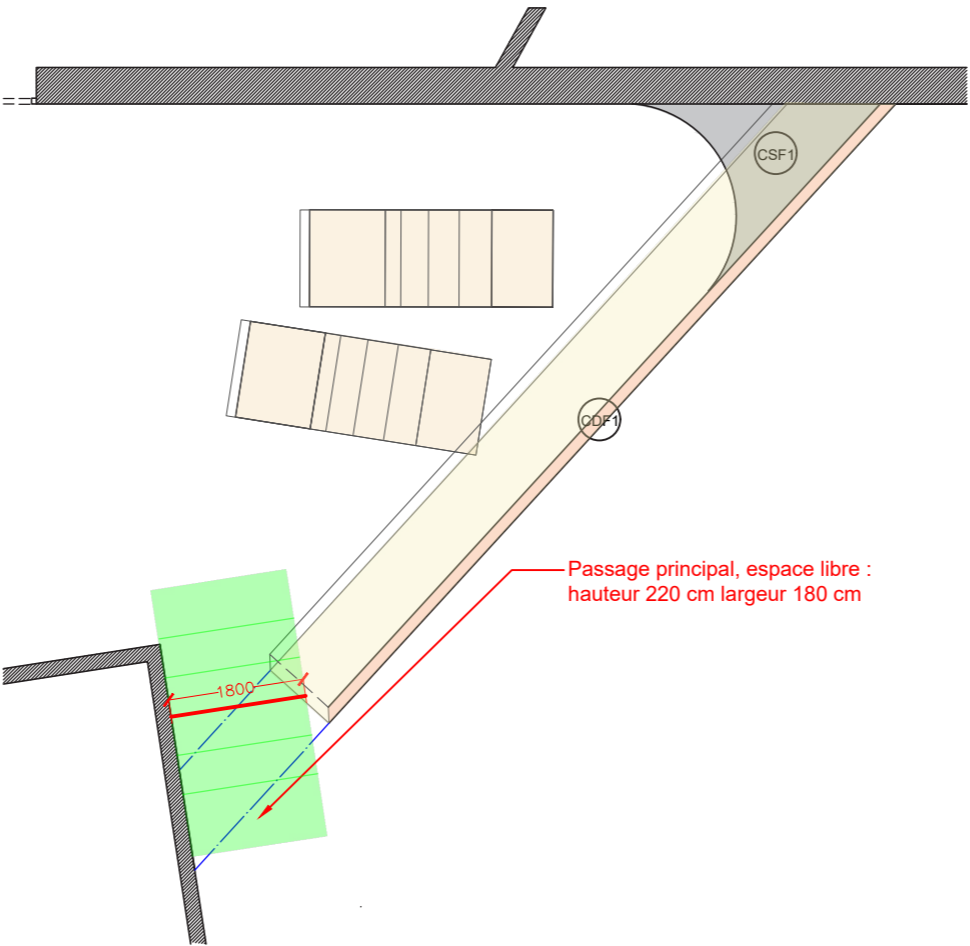 CSF1
CDF1
Passage principal, espace libre :
hauteur 220 cm largeur 180 cm
1800